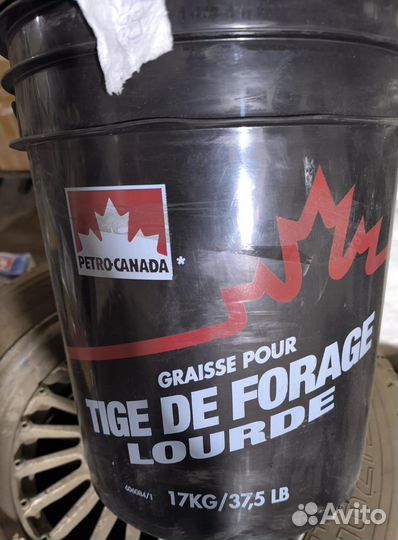 PETRO-CANADA
*
GRAISSE POUR
TIGE DE FORAGE
LOURDE
17KG/37,5 LB
Avito